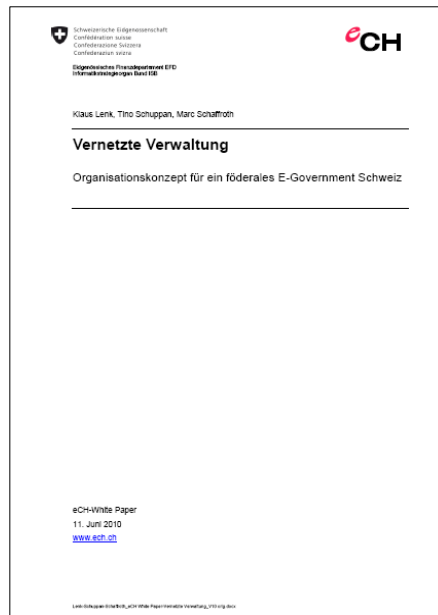 Schweizerische Eidgenossenschaft
Confédération suisse
Confederazione Svizzera
Confederaziun svizra
eCH
Eidgenössisches Finanzdepartement EFD
Informatikstrategieorgan Bund ISB
Klaus Lenk, Tino Schuppan, Marc Schaffroth
Vernetzte Verwaltung
Organisationskonzept für ein föderales E-Government Schweiz
eCH-White Paper
11. Juni 2010
www.ech.ch